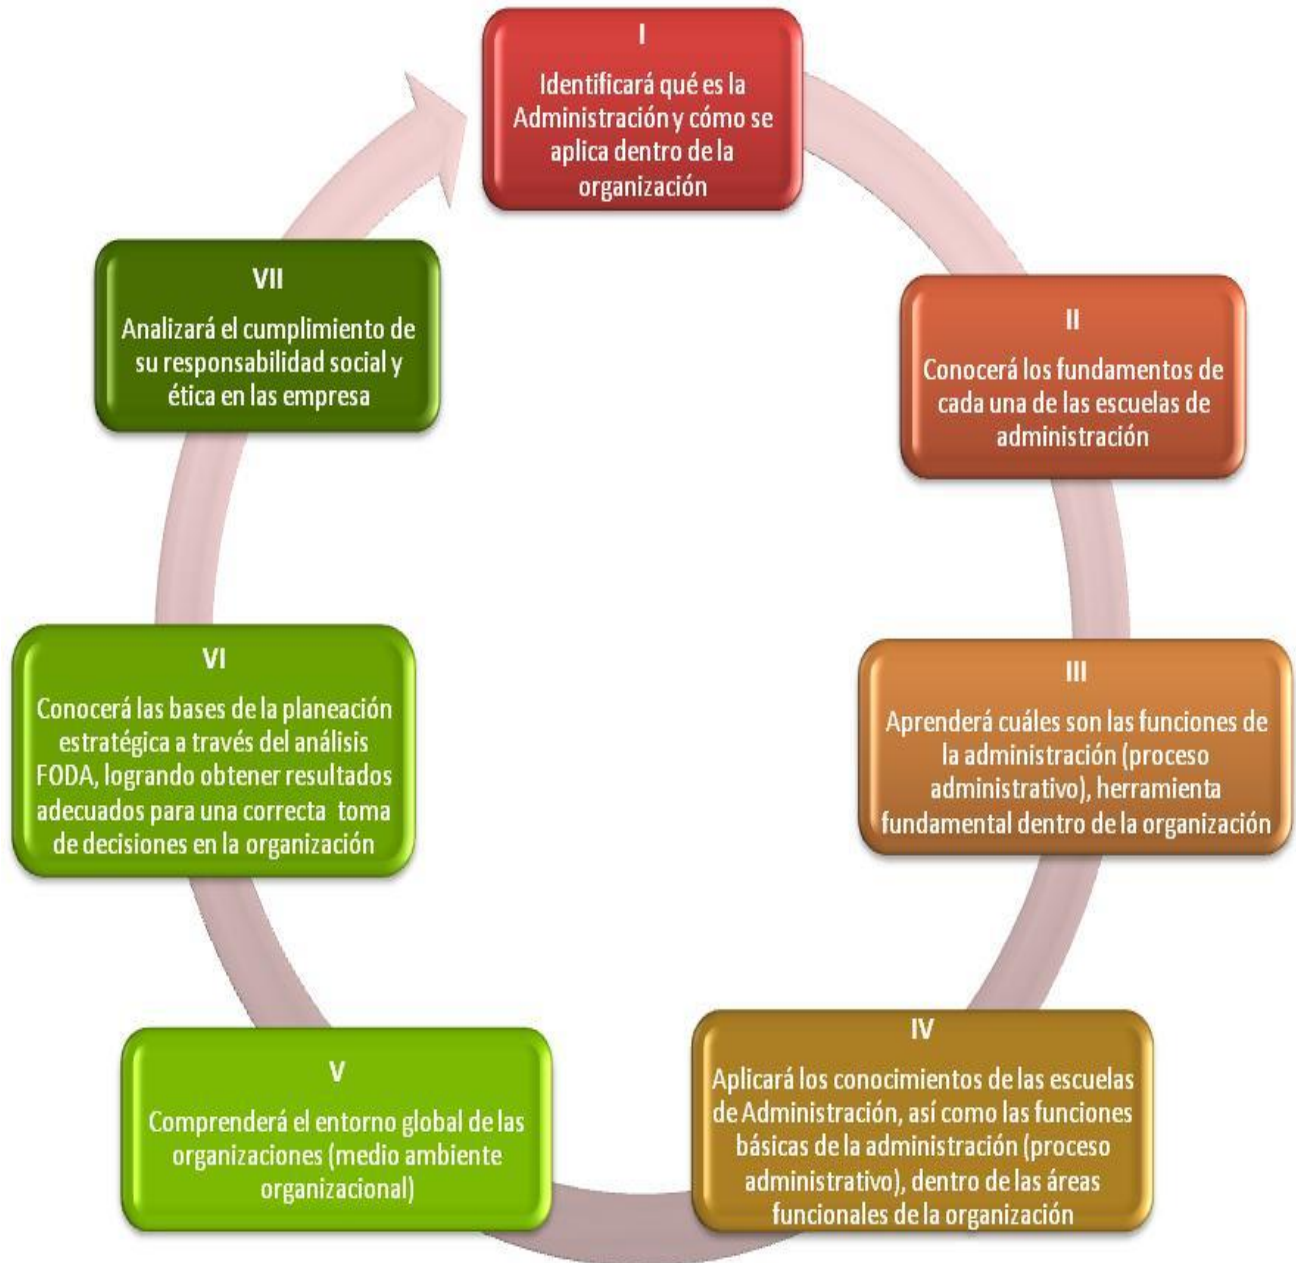 I
Identificará qué es la
Administración y cómo se
aplica dentro de la
organización
II
Conocerá los fundamentos de
cada una de las escuelas de
administración
III
Aprenderá cuáles son las funciones de
la administración (proceso
administrativo), herramienta
fundamental dentro de la organización
IV
Aplicará los conocimientos de las escuelas
de Administración, así como las funciones
básicas de la administración (proceso
administrativo), dentro de las áreas
funcionales de la organización
V
Comprenderá el entorno global de las
organizaciones (medio ambiente
organizacional)
VI
Conocerá las bases de la planeación
estratégica a través del análisis
FODA, logrando obtener resultados
adecuados para una correcta toma
de decisiones en la organización
VII
Analizará el cumplimiento de
su responsabilidad social y
ética en las empresa